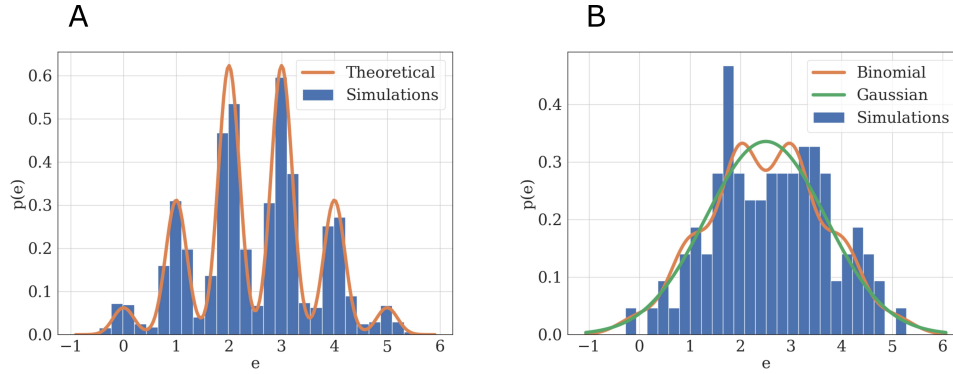 A
B
p(e)
0.6
0.5
0.4
0.3
0.2
0.1
0.0
Theoretical
Simulations
−1 0 1 2 3 4 5 6
e
p(e)
0.4
0.3
0.2
0.1
0.0
Binomial
Gaussian
Simulations
−1 0 1 2 3 4 5 6
e